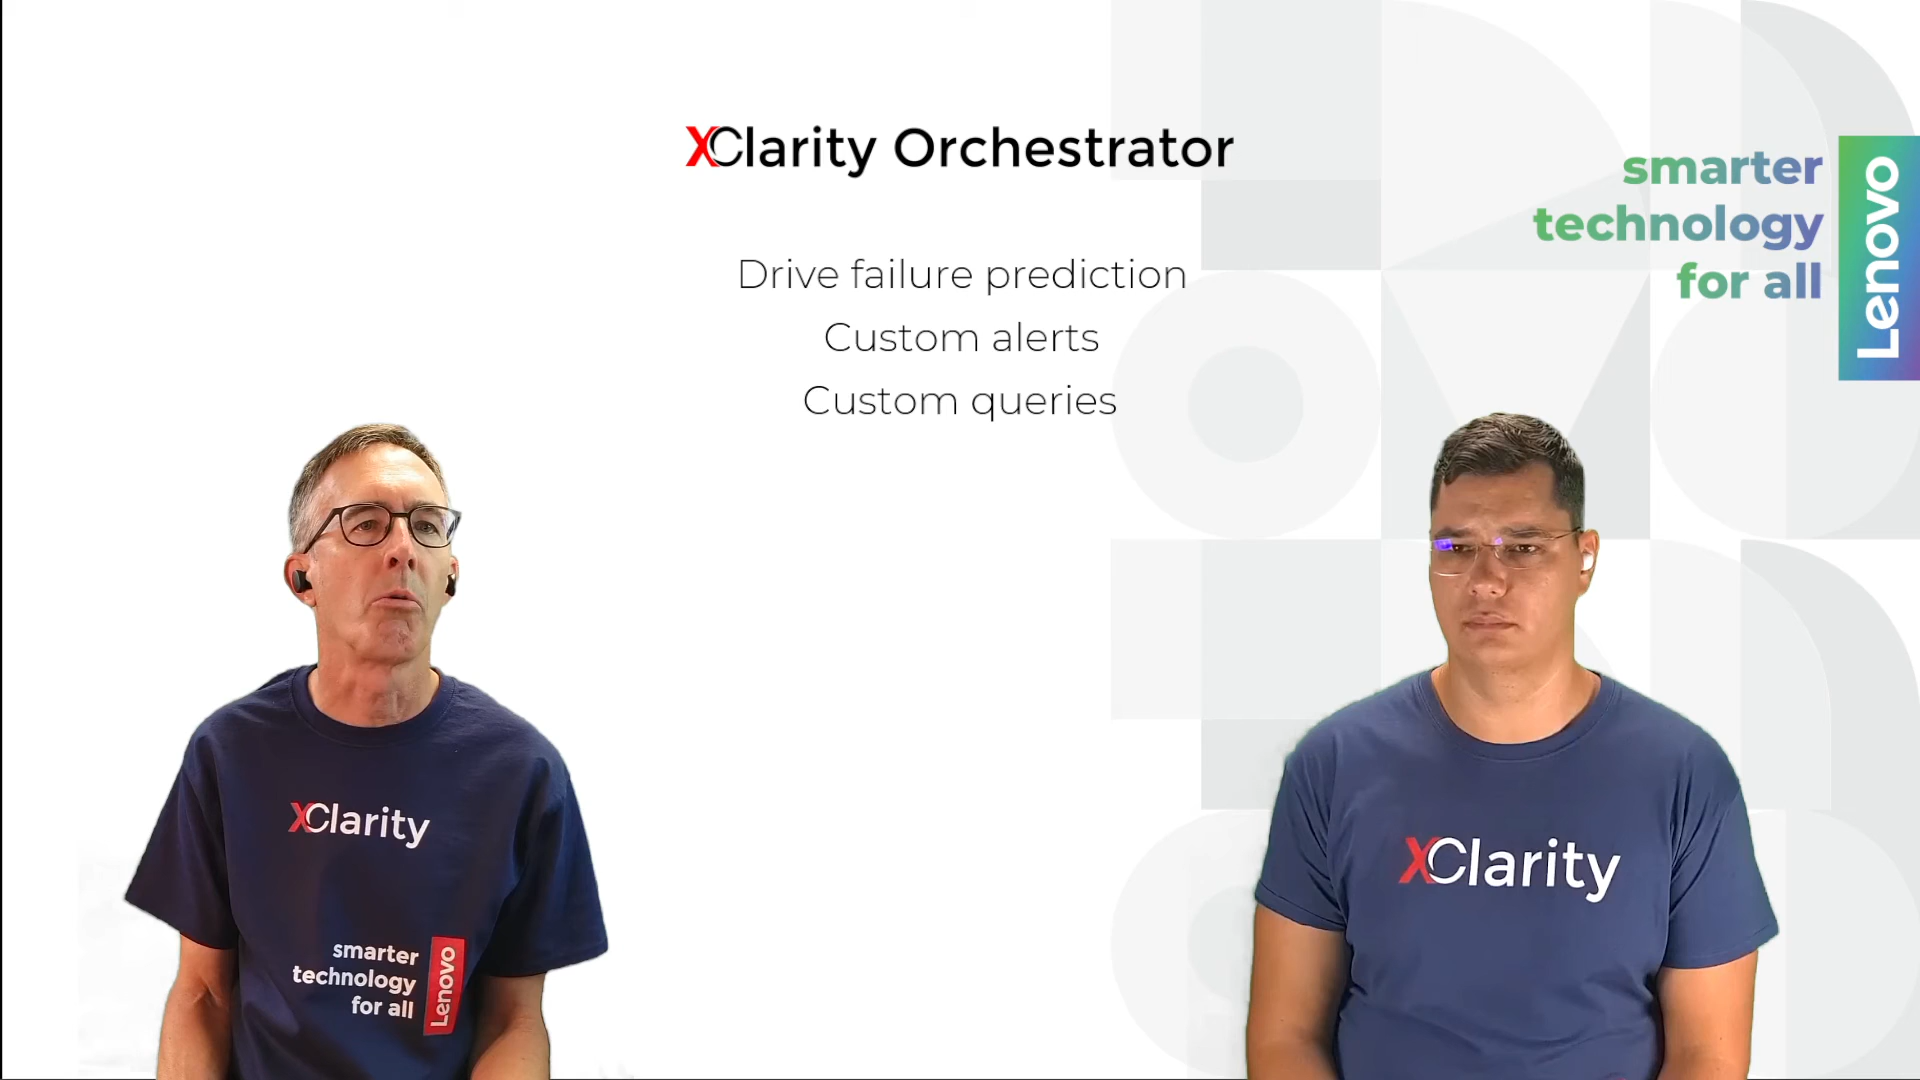 XClarity Orchestrator
Drive failure prediction
Custom alerts
Custom queries
smarter
technology
for all
Lenovo
XClarity
smarter
technology
for all
Lenovo
XClarity